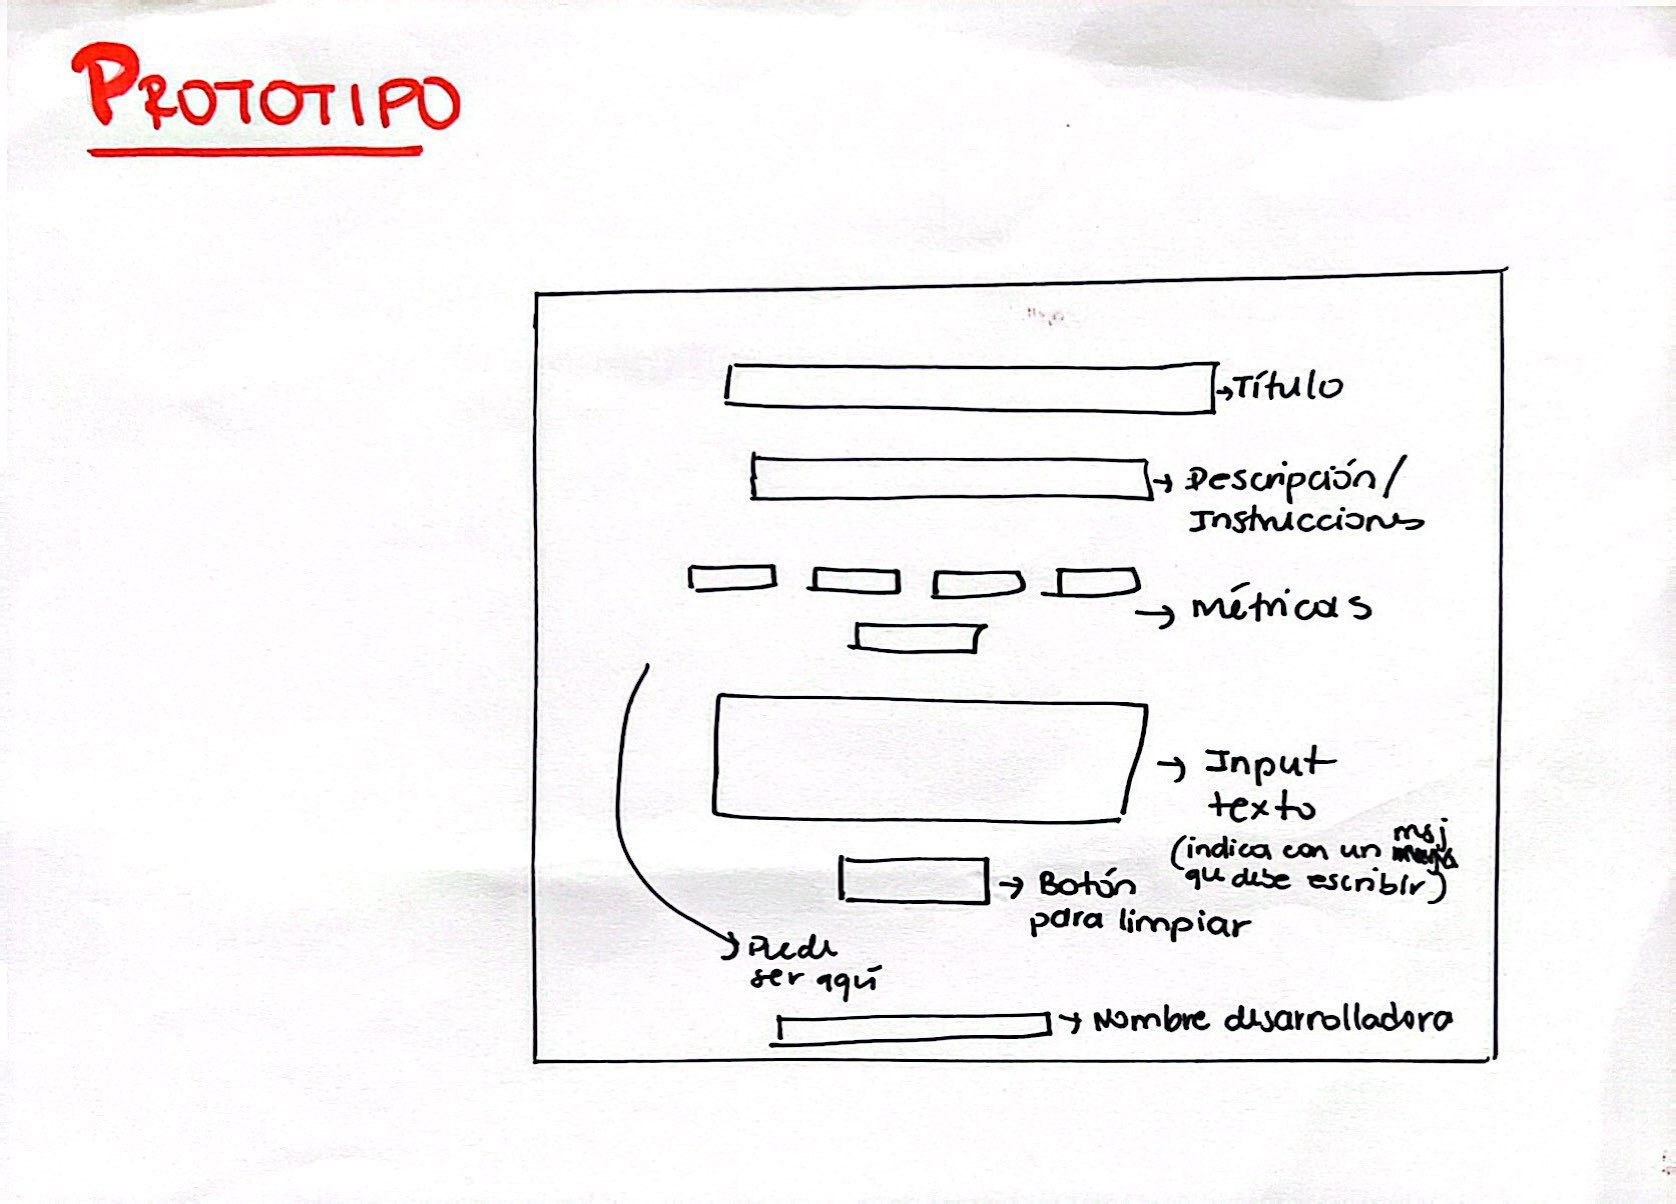 PROTOTIPO
Título
Descripción/
Instrucciones
Métricas
Input
texto
(indica con un msj
que debe escribir)
Botón
para limpiar
Puede
ser aquí
Nombre desarrolladora